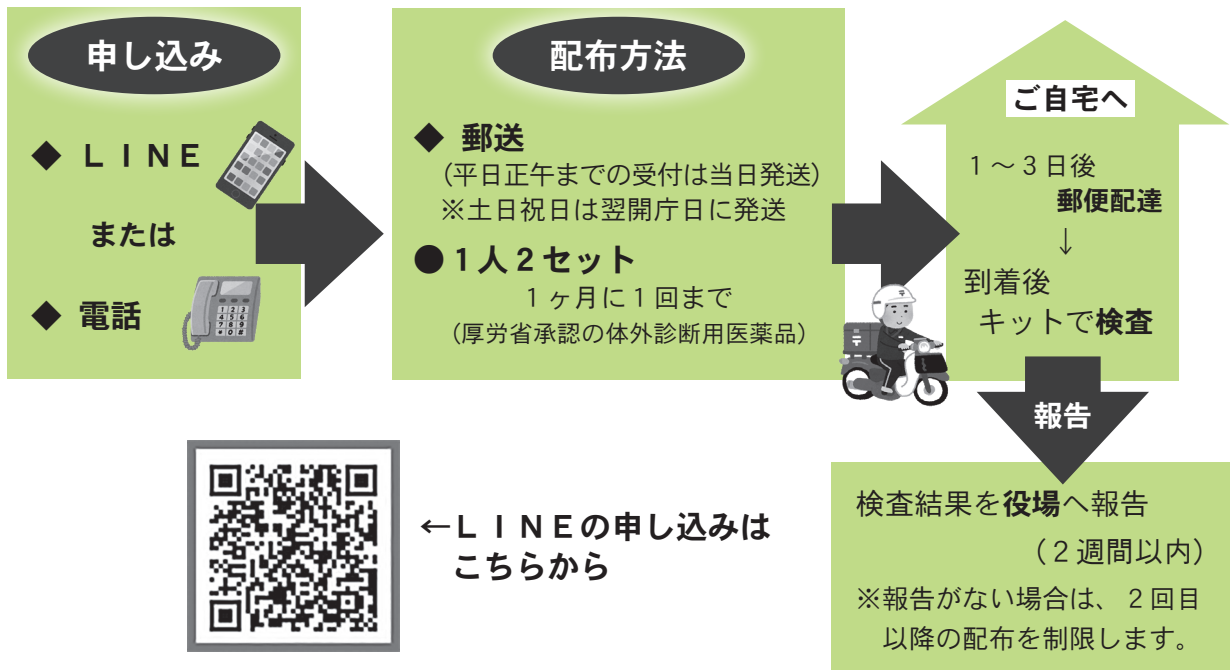 申し込み
◆ ＬＩＮＥ
または
◆ 電話
配布方法
◆ 郵送
(平日正午までの受付は当日発送)
※土日祝日は翌開庁日に発送
●１人２セット
１ヶ月に１回まで
(厚労省承認の体外診断用医薬品)
ご自宅へ
１～３日後
郵便配達
↓
到着後
キットで検査
報告
検査結果を役場へ報告
(２週間以内)
※報告がない場合は、２回目
以降の配布を制限します。
←ＬＩＮＥの申し込みは
こちらから